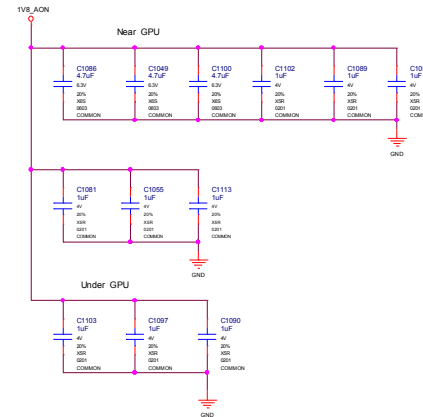 1V8_AON
Near GPU
C1086
4.7uF
6.3V
20%
X6S
0603
COMMON
C1049
4.7uF
6.3V
20%
X6S
0603
COMMON
C1100
4.7uF
6.3V
20%
X6S
0603
COMMON
C1102
1uF
4V
20%
X5R
0201
COMMON
C1089
1uF
4V
20%
X5R
0201
COMMON
1uF
4V
20%
X5R
0201
GND
C1081
1uF
4V
20%
X5R
0201
COMMON
C1055
1uF
4V
20%
X5R
0201
COMMON
C1113
1uF
4V
20%
X5R
0201
COMMON
GND
Under GPU
C1103
1uF
4V
20%
X5R
0201
COMMON
C1097
1uF
4V
20%
X5R
0201
COMMON
C1090
1uF
4V
20%
X5R
0201
COMMON
GND